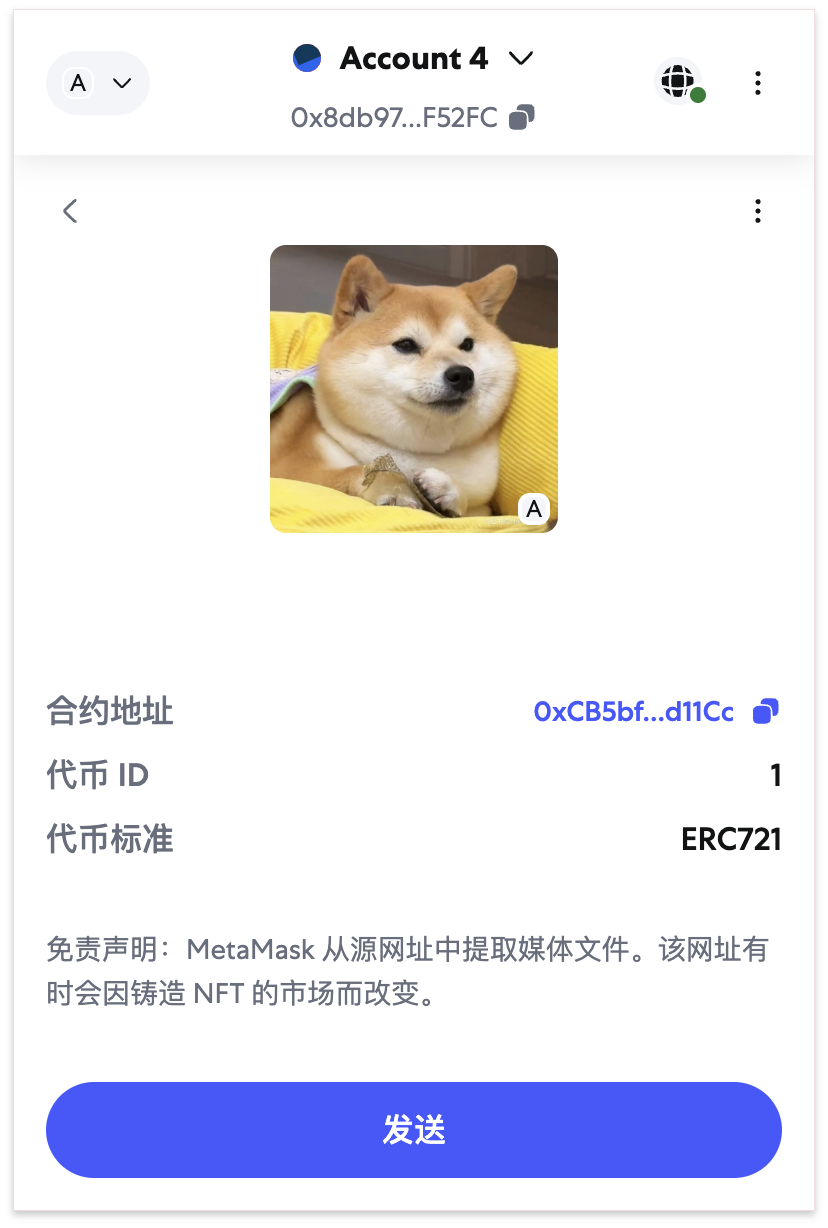 A
Account 4
0x8db97...F52FC
A
合约地址
0xCB5bf...d11Cc
代币 ID
1
代币标准
ERC721
免责声明：MetaMask 从源网址中提取媒体文件。该网址有
时会因铸造 NFT 的市场而改变。
发送